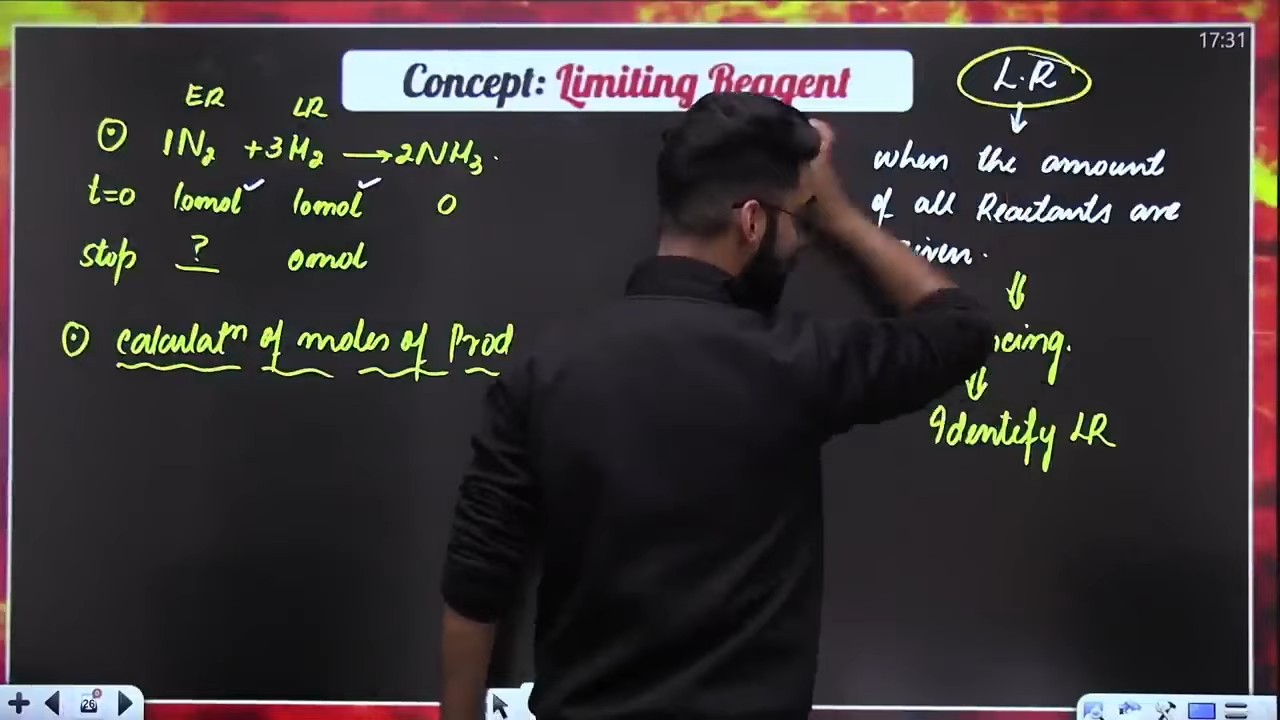 17:31
Concept: Limiting Reagent
ER LR
1N₂ + 3H₂ → 2NH₃.
t=0 10mol 10mol 0
stop ? 0mol
calculatⁿ of moles of Prod
L.R
when the amount
of all Reactants are
Identify LR
26